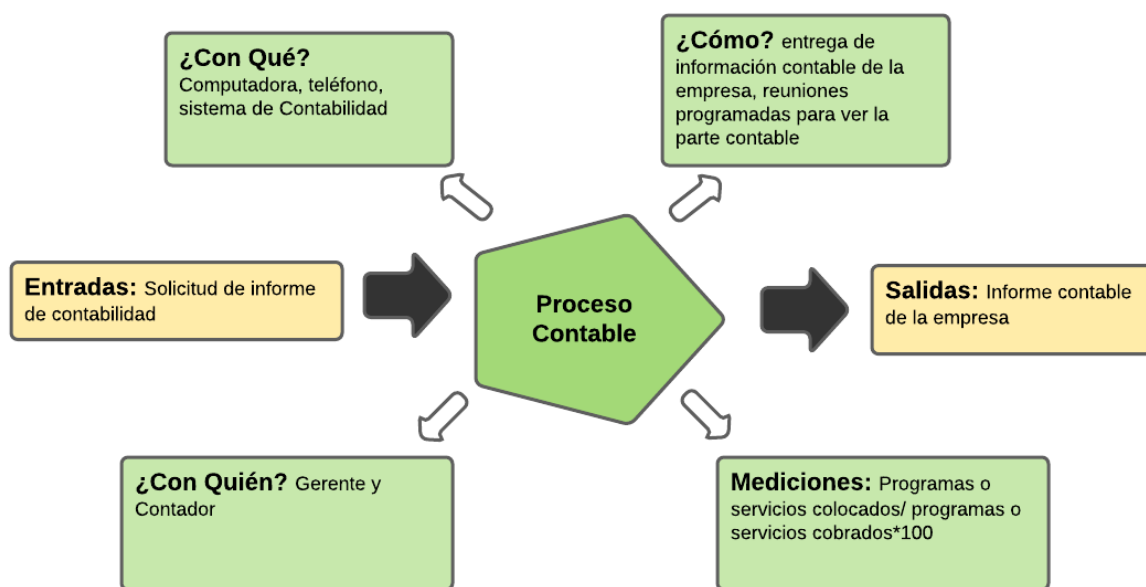 ¿Con Qué?
Computadora, teléfono,
sistema de Contabilidad
¿Cómo? entrega de
información contable de la
empresa, reuniones
programadas para ver la
parte contable
Entradas: Solicitud de informe
de contabilidad
Proceso
Contable
Salidas: Informe contable
de la empresa
¿Con Quién? Gerente y
Contador
Mediciones: Programas o
servicios colocados/ programas o
servicios cobrados*100